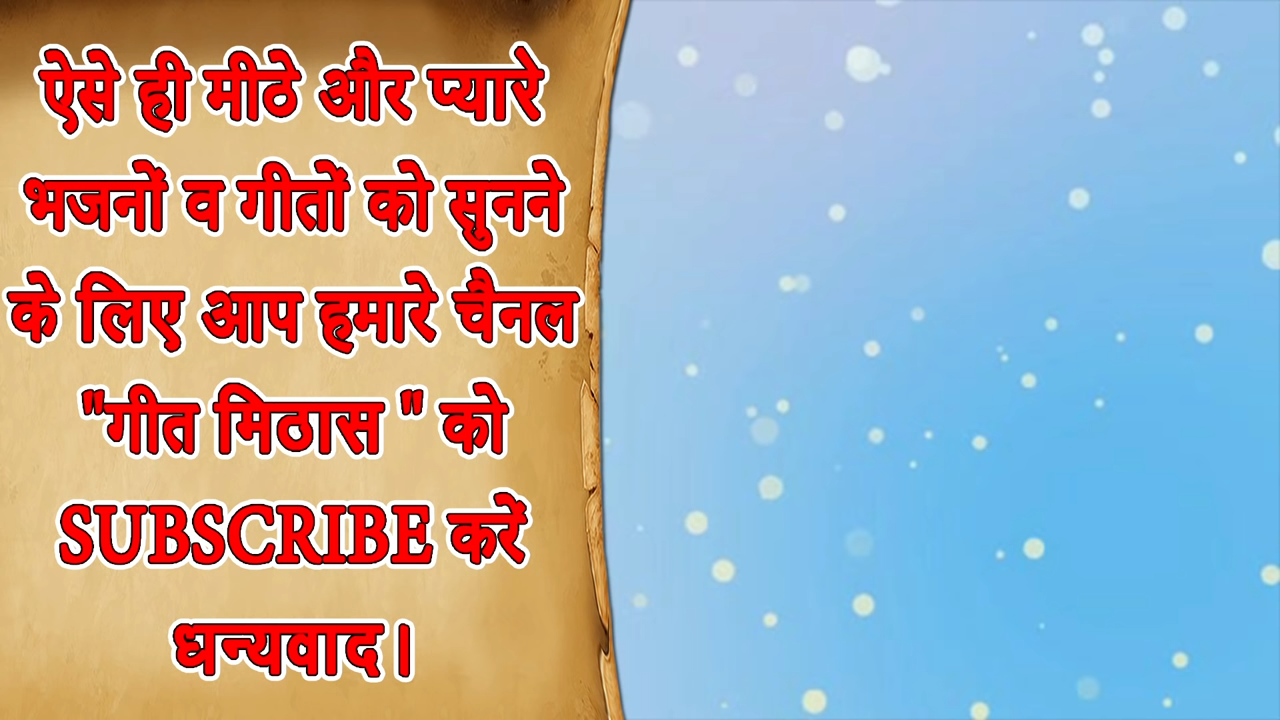 ऐसे ही मीठे और प्यारे
भजनों व गीतों को सुनने
के लिए आप हमारे चैनल
"गीत मिठास " को
SUBSCRIBE करें
धन्यवाद।